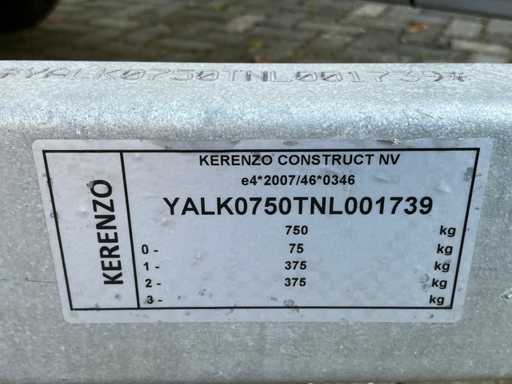 *YALK0750TNL001739*
KERENZO
KERENZO CONSTRUCT NV
e4*2007/46*0346
YALK0750TNL001739
750 kg
0 - 75 kg
1 - 375 kg
2 - 375 kg
3 - kg